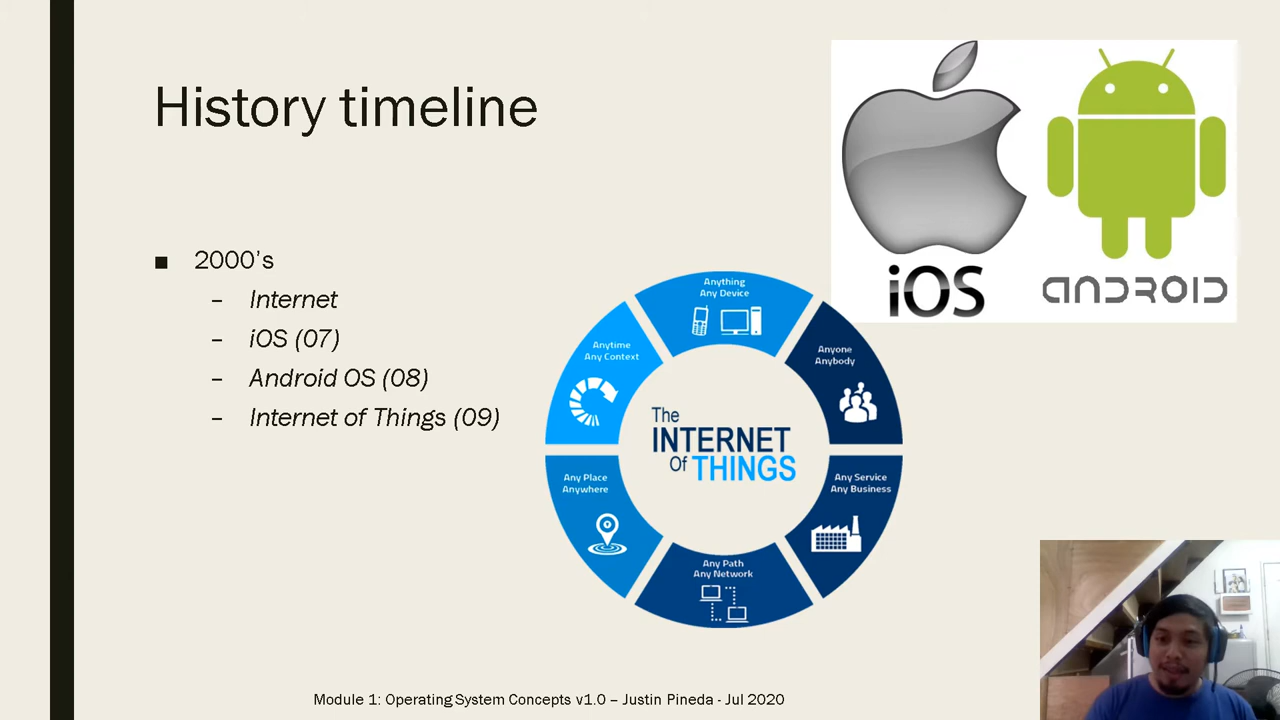 History timeline
iOS
ANDROID
2000's
Internet
iOS (07)
Android OS (08)
Internet of Things (09)
Anything
Any Device
Anyone
Anybody
Any Service
Any Business
Any Path
Any Network
Any Place
Anywhere
Anytime
Any Context
The
INTERNET
Of THINGS
Module 1: Operating System Concepts v1.0 – Justin Pineda - Jul 2020